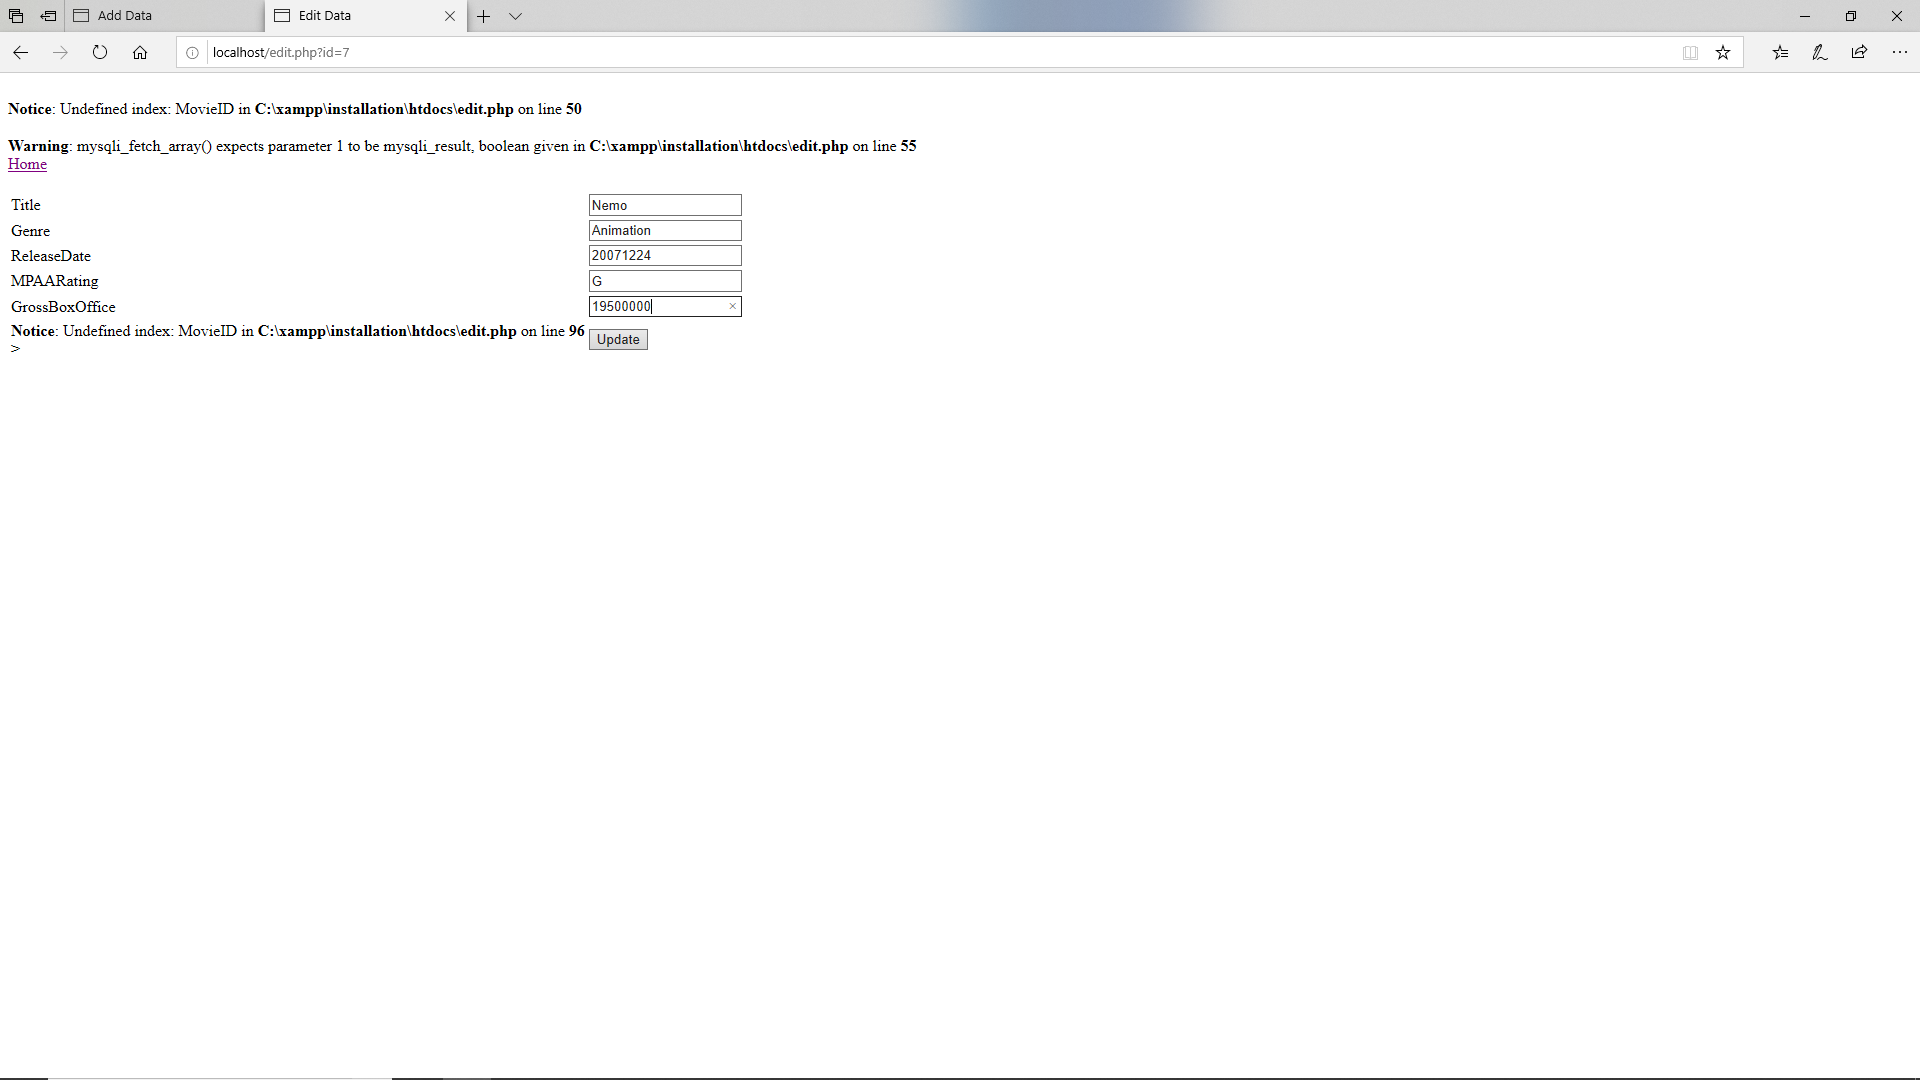 Add Data
Edit Data
localhost/edit.php?id=7
Notice: Undefined index: MovieID in C:\xampp\installation\htdocs\edit.php on line 50
Warning: mysqli_fetch_array() expects parameter 1 to be mysqli_result, boolean given in C:\xampp\installation\htdocs\edit.php on line 55
Home
Title Nemo
Genre Animation
ReleaseDate 20071224
MPAARating G
GrossBoxOffice 19500000
Notice: Undefined index: MovieID in C:\xampp\installation\htdocs\edit.php on line 96 Update
>